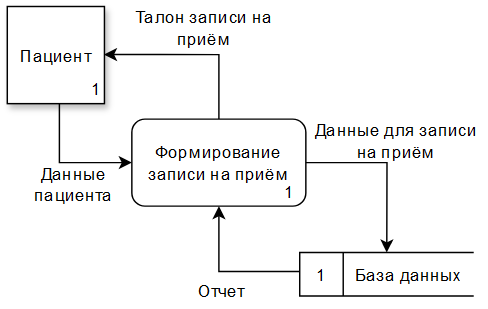 Талон записи на
приём
Пациент
1
Данные для записи
на приём
Формирование
записи на приём
1
Данные
пациента
1
База данных
Отчет